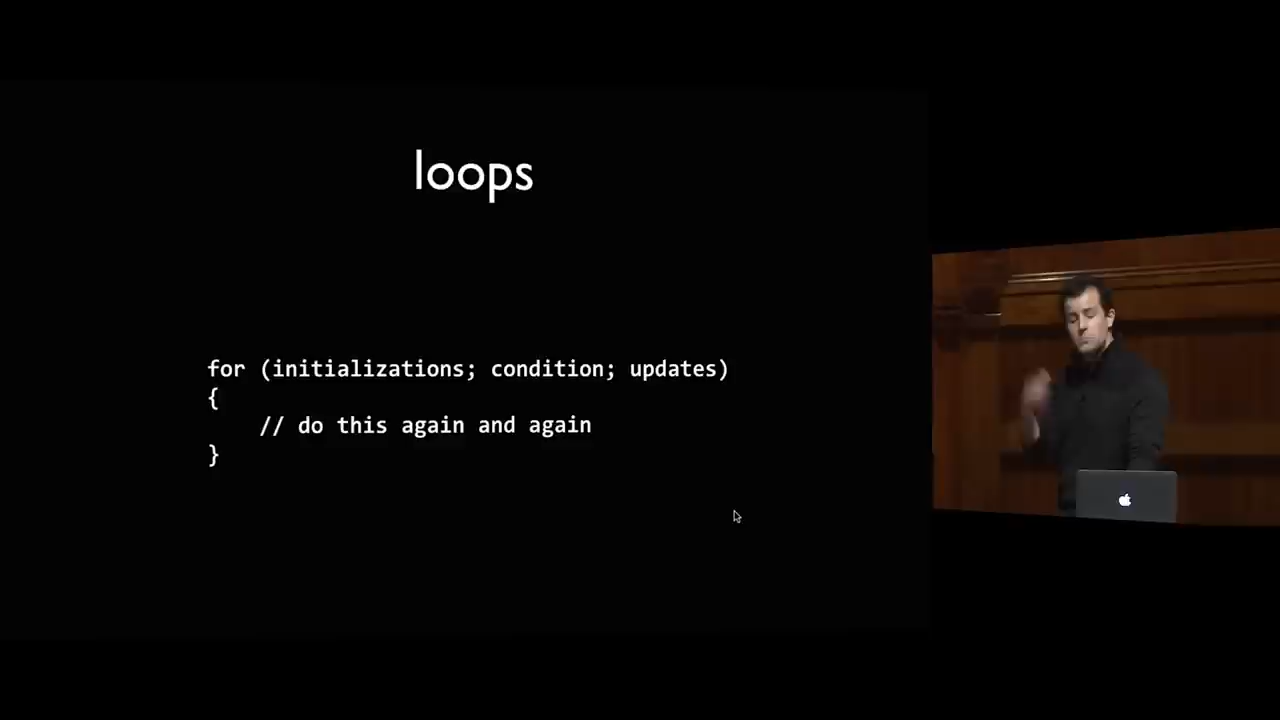 loops
for (initializations; condition; updates)
{
    // do this again and again
}